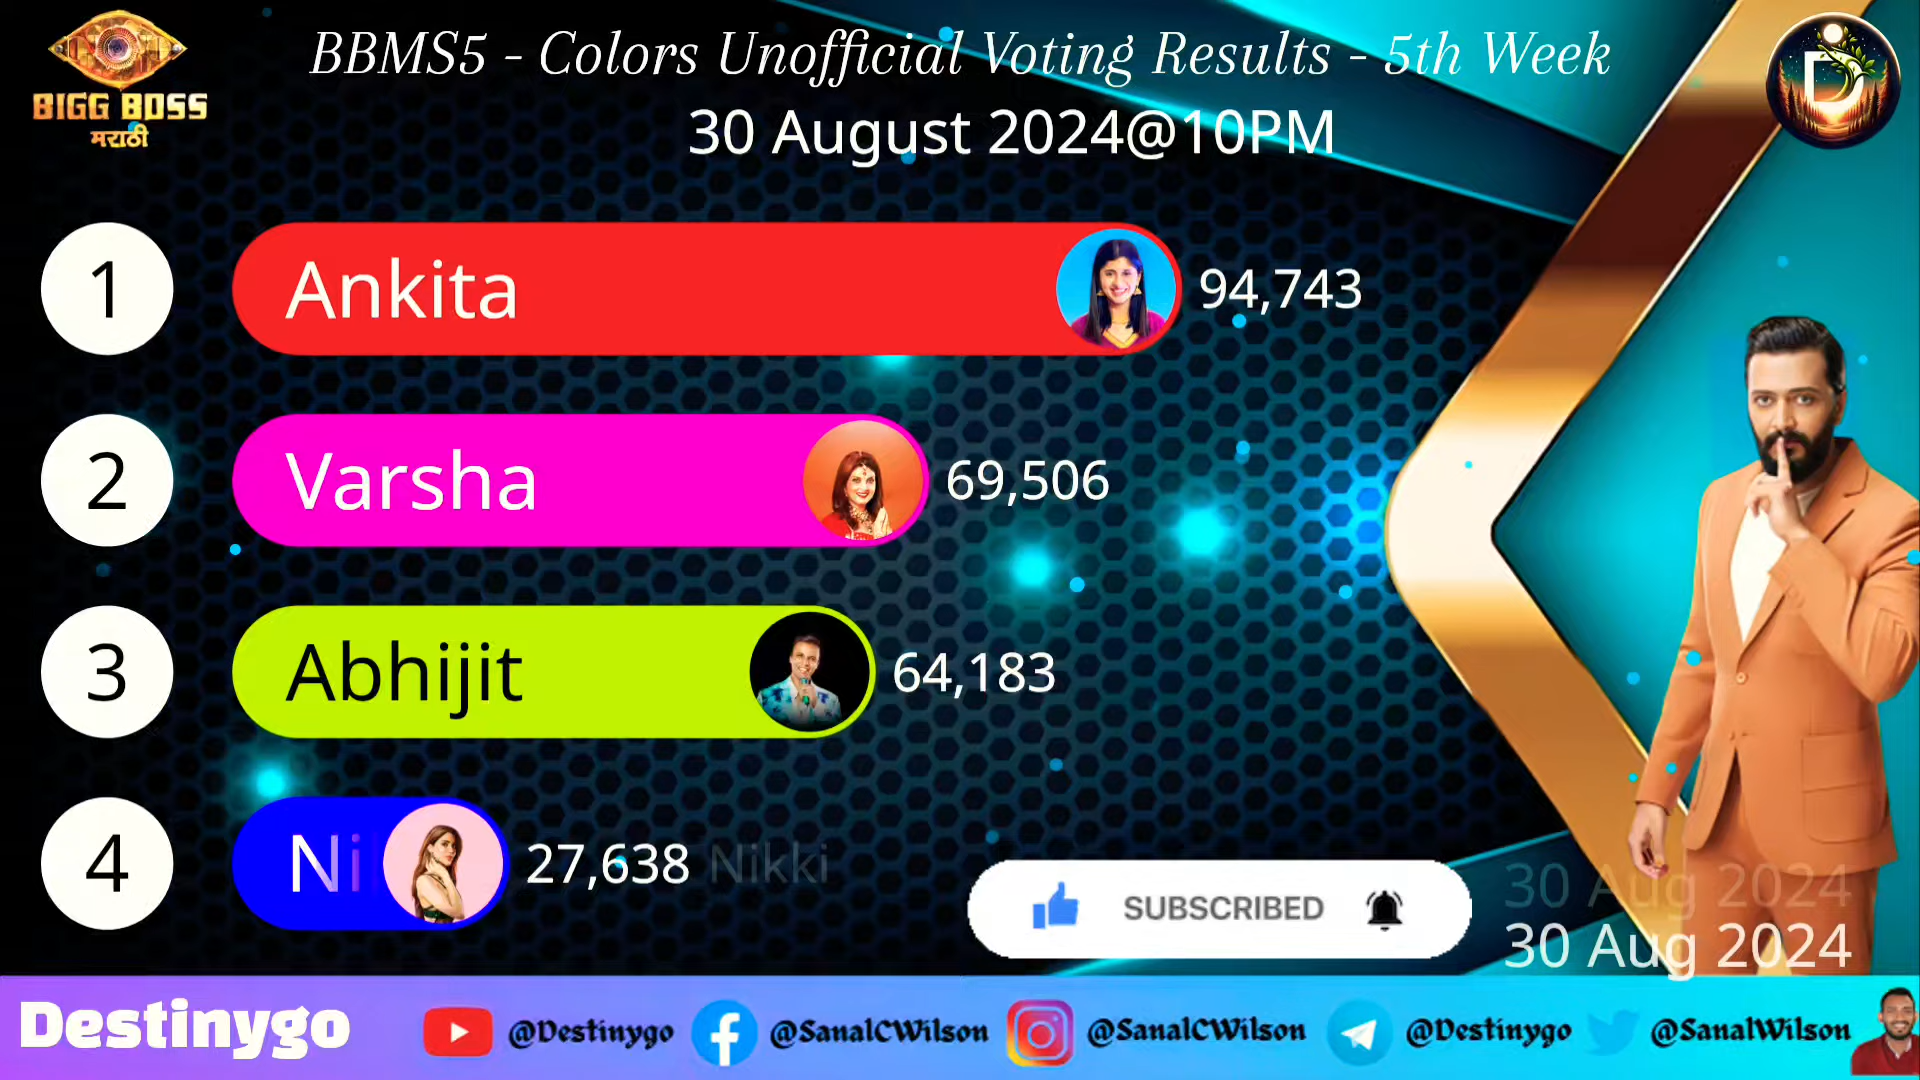 BIGG BOSS
मराठी
BBMS5 - Colors Unofficial Voting Results - 5th Week
30 August 2024@10PM
D
1
Ankita
94,743
2
Varsha
69,506
3
Abhijit
64,183
4
Ni
27,638
Nikki
SUBSCRIBED
30 Aug 2024
30 Aug 2024
Destinygo
@Destinygo
@SanalCWilson
@SanalCWilson
@Destinygo
@SanalWilson